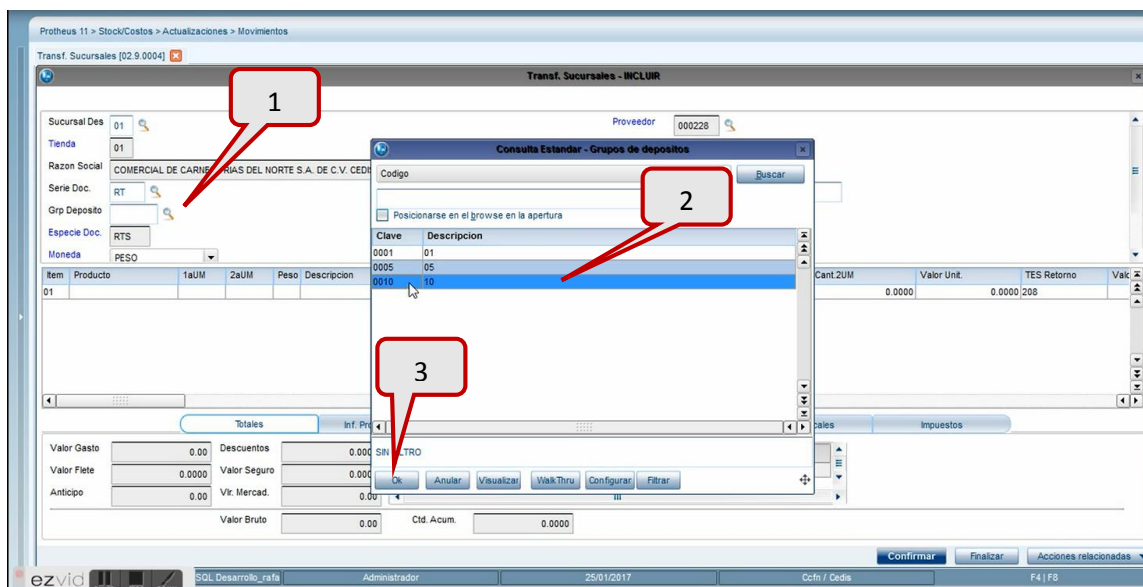 Protheus 11 > Stock/Costos > Actualizaciones > Movimientos
Transf. Sucursales [02.9.0004]
Transf. Sucursales - INCLUIR
1
Sucursal Des 01
Proveedor 000228
Tienda 01
Razon Social COMERCIAL DE CARNE RIAS DEL NORTE S.A. DE C.V. CEDI
Serie Doc. RT
Grp Deposito
Especie Doc. RTS
Moneda PESO
Consulta Estandar - Grupos de depositos
Codigo Buscar
2
Posicionarse en el browse en la apertura
Clave Descripcion
0001 01
0005 05
0010 10
Item Producto 1aUM 2aUM Peso Descripcion Cant.2UM Valor Unit. TES Retorno
01 0.0000 0.0000 208
3
SIN TRO
Ok Anular Visualizar WalkThru Configurar Filtrar
Totales Inf. Pro cales Impuestos
Valor Gasto 0.00 Descuentos 0.000
Valor Flete 0.0000 Valor Seguro 0.000
Anticipo 0.00 Vlr. Mercad. 0.00
Valor Bruto 0.00 Ctd. Acum. 0.0000
Confirmar Finalizar Acciones relacionadas
ezvid SQL Desarrollo_rafa Administrador 25/01/2017 Ccfn / Cedis F4 | F8